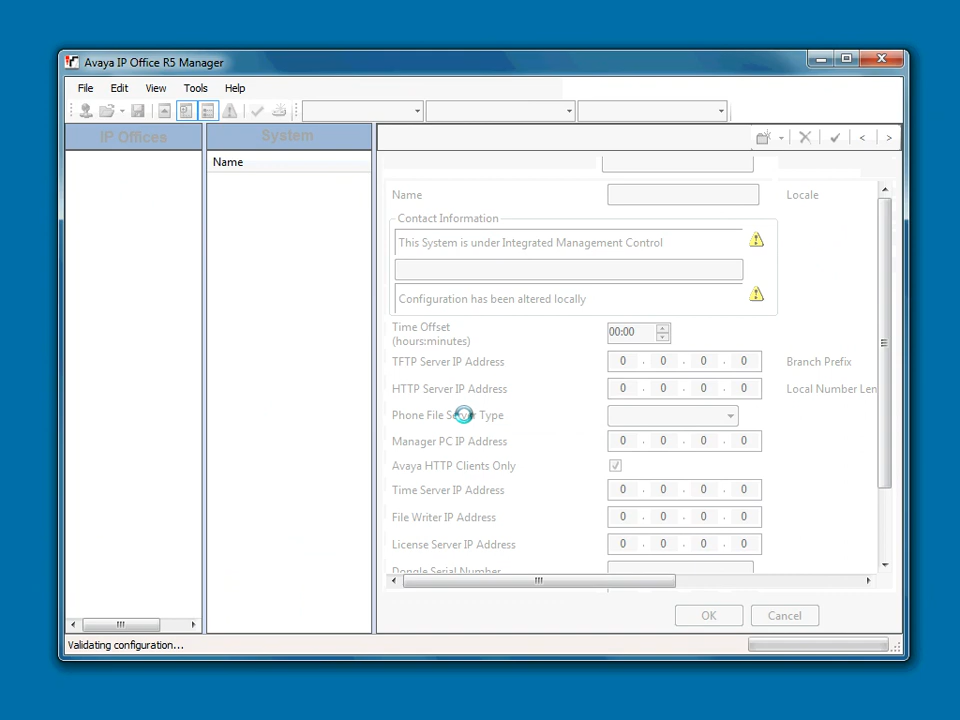 Avaya IP Office R5 Manager
File Edit View Tools Help
IP Offices
System
Name
Name
Locale
Contact Information
This System is under Integrated Management Control
Configuration has been altered locally
Time Offset
(hours:minutes)
00:00
TFTP Server IP Address
0 . 0 . 0 . 0
Branch Prefix
HTTP Server IP Address
0 . 0 . 0 . 0
Local Number Len
Phone File Server Type
Manager PC IP Address
0 . 0 . 0 . 0
Avaya HTTP Clients Only
Time Server IP Address
0 . 0 . 0 . 0
File Writer IP Address
0 . 0 . 0 . 0
License Server IP Address
0 . 0 . 0 . 0
Dongle Serial Number
OK
Cancel
Validating configuration...